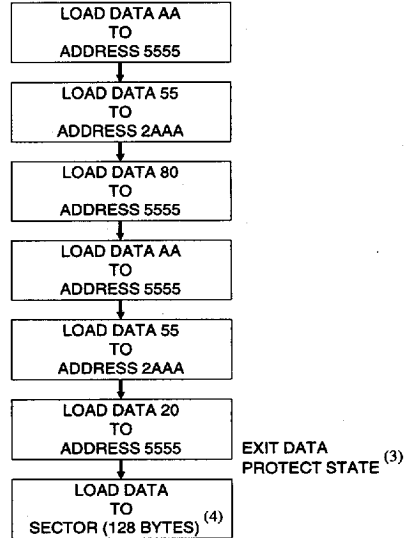 LOAD DATA AA
TO
ADDRESS 5555
LOAD DATA 55
TO
ADDRESS 2AAA
LOAD DATA 80
TO
ADDRESS 5555
LOAD DATA AA
TO
ADDRESS 5555
LOAD DATA 55
TO
ADDRESS 2AAA
LOAD DATA 20
TO
ADDRESS 5555
EXIT DATA
PROTECT STATE (3)
LOAD DATA
TO
SECTOR (128 BYTES) (4)